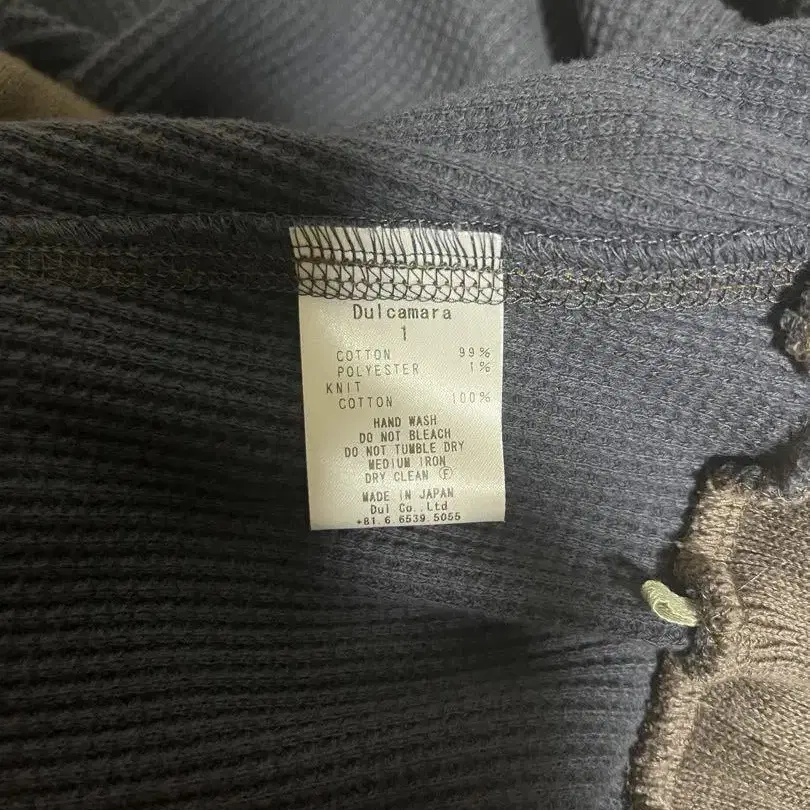 Dulcamara
1
COTTON 99%
POLYESTER 1%
KNIT
COTTON 100%
HAND WASH
DO NOT BLEACH
DO NOT TUMBLE DRY
MEDIUM IRON
DRY CLEAN Ⓕ
MADE IN JAPAN
Dul Co.,Ltd
+81.6.6539.5055